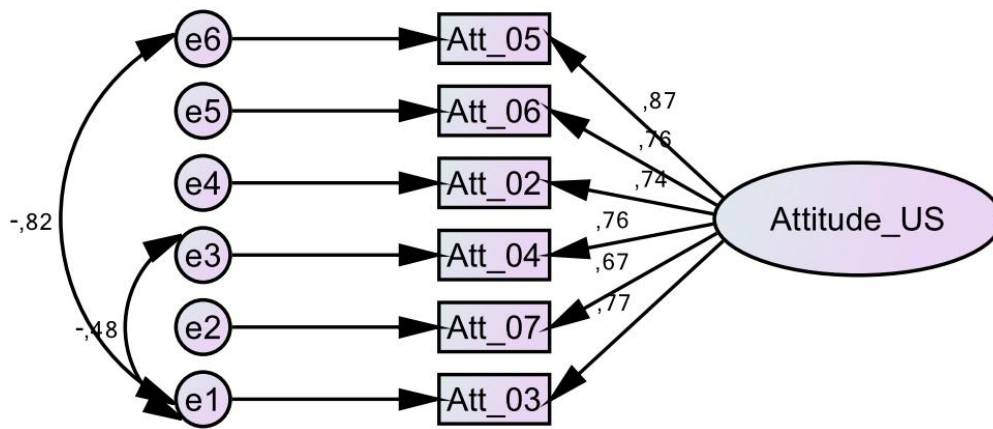 e6 Att_05
,87
e5 Att_06
,76
e4 Att_02
,74
Attitude_US
-,82
,76
e3 Att_04
,67
e2 Att_07
,77
-,48
e1 Att_03